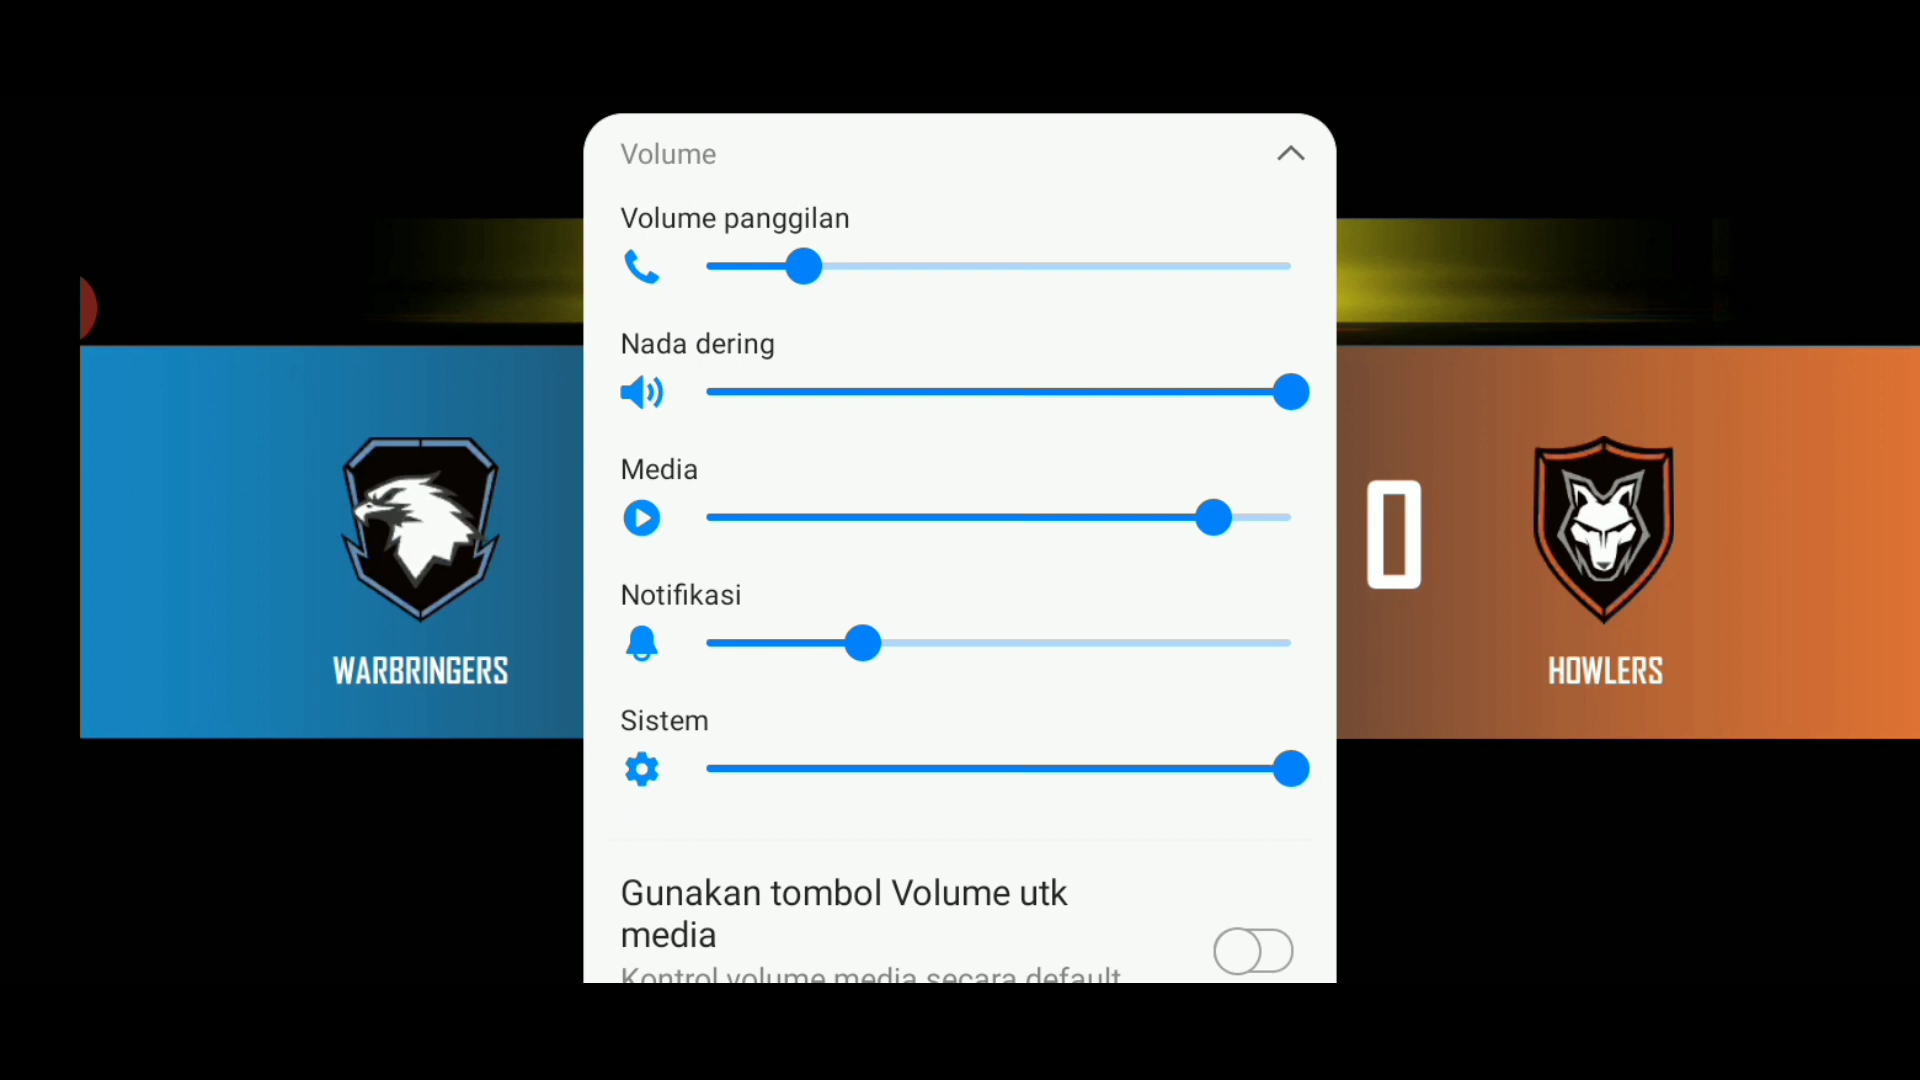 Volume
Volume panggilan
Nada dering
Media
Notifikasi
Sistem
Gunakan tombol Volume utk
media
Kontrol volume media secara default
WARBRINGERS
0
HOWLERS